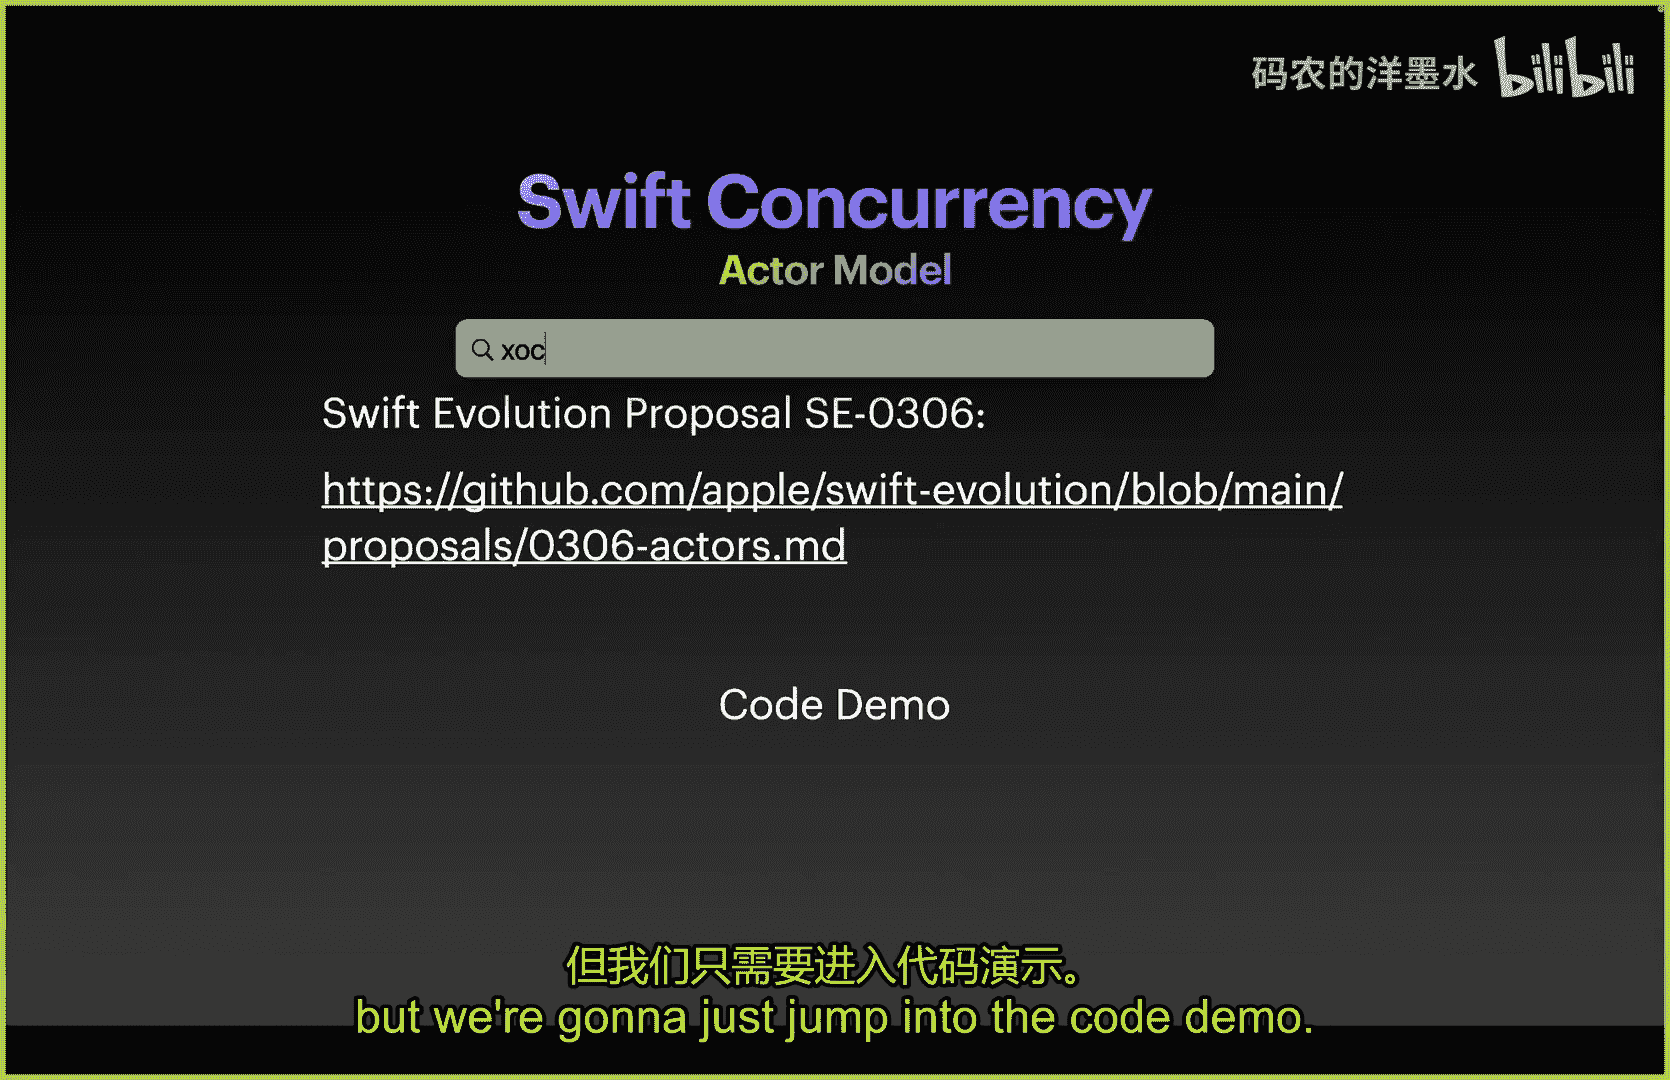 码农的洋墨水 bilibili
Swift Concurrency
Actor Model
xoc
Swift Evolution Proposal SE-0306:
https://github.com/apple/swift-evolution/blob/main/
proposals/0306-actors.md
Code Demo
但我们只需要进入代码演示。
but we're gonna just jump into the code demo.